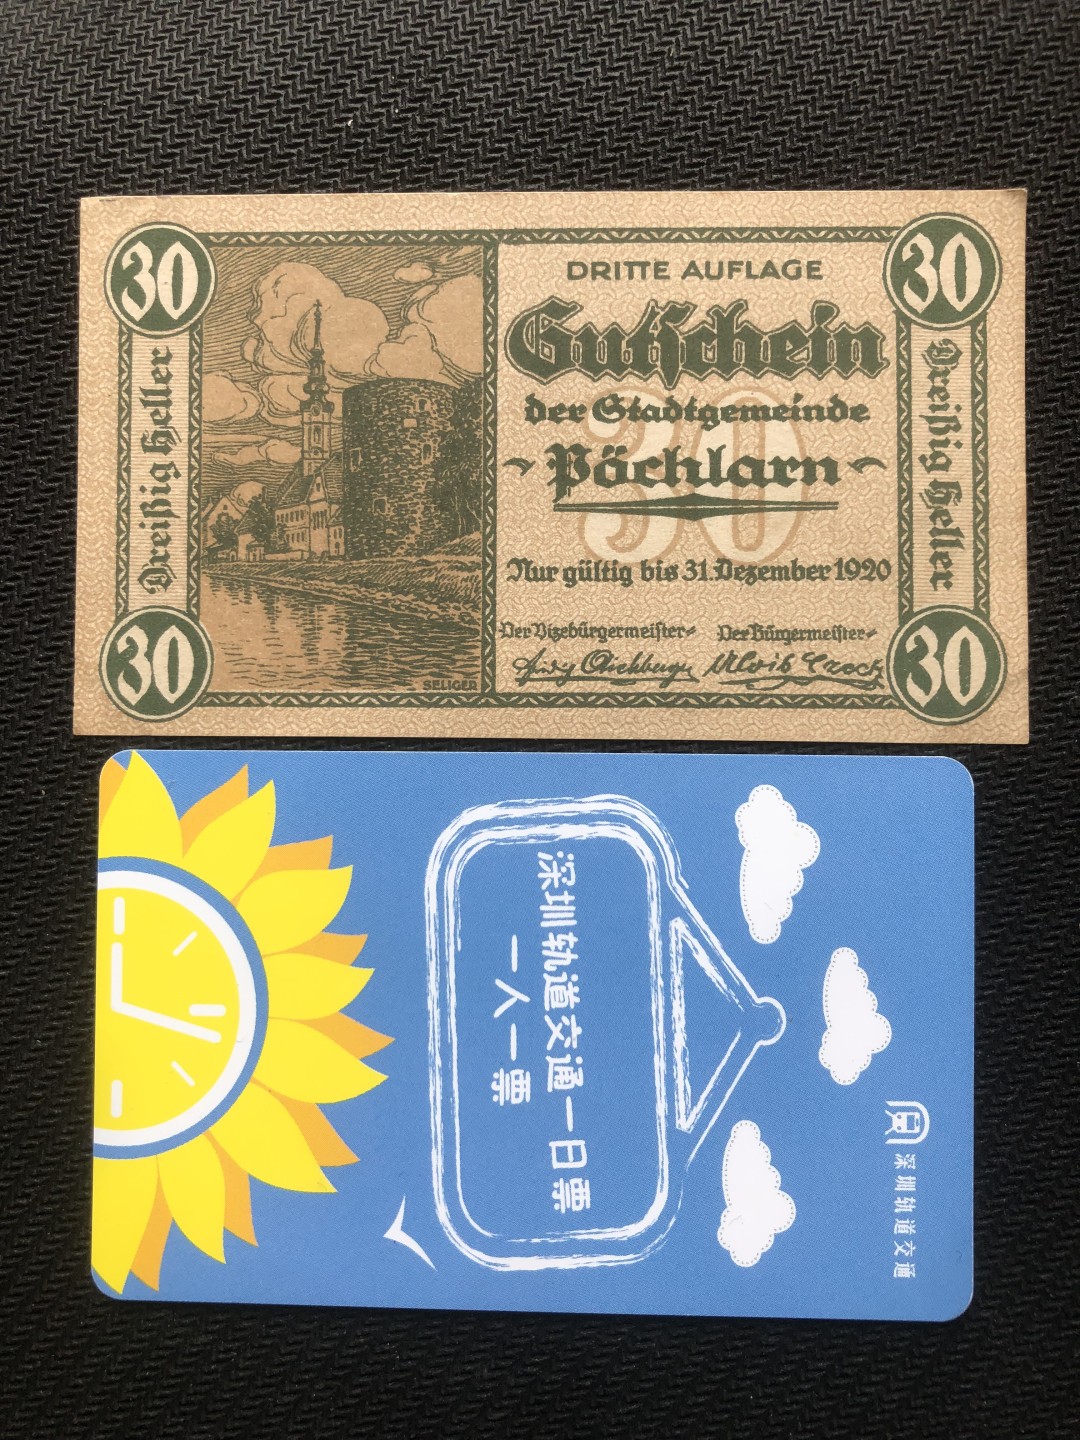 30
30
Dreißig Heller
Dreißig Heller
30
30
DRITTE AUFLAGE
Gutschein
der Stadtgemeinde
Pöchlarn
30
Nur gültig bis 31. Dezember 1920
Der Vizebürgermeister
Der Bürgermeister
SELIGER
深圳轨道交通一日票
一人一票
深圳轨道交通